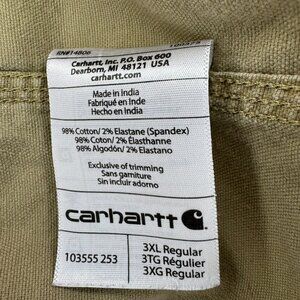 RN#14806
Carhartt, Inc. P.O. Box 600
Dearborn, MI 48121 USA
carhartt.com
Made in India
Fabriqué en Inde
Hecho en India
98% Cotton/ 2% Elastane (Spandex)
98% Coton/ 2% Élasthanne
98% Algodón/ 2% Elastano
Exclusive of trimming
Sans garniture
Sin incluir adorno
carhartt
103555 253
3XL Regular
3TG Régulier
3XG Regular